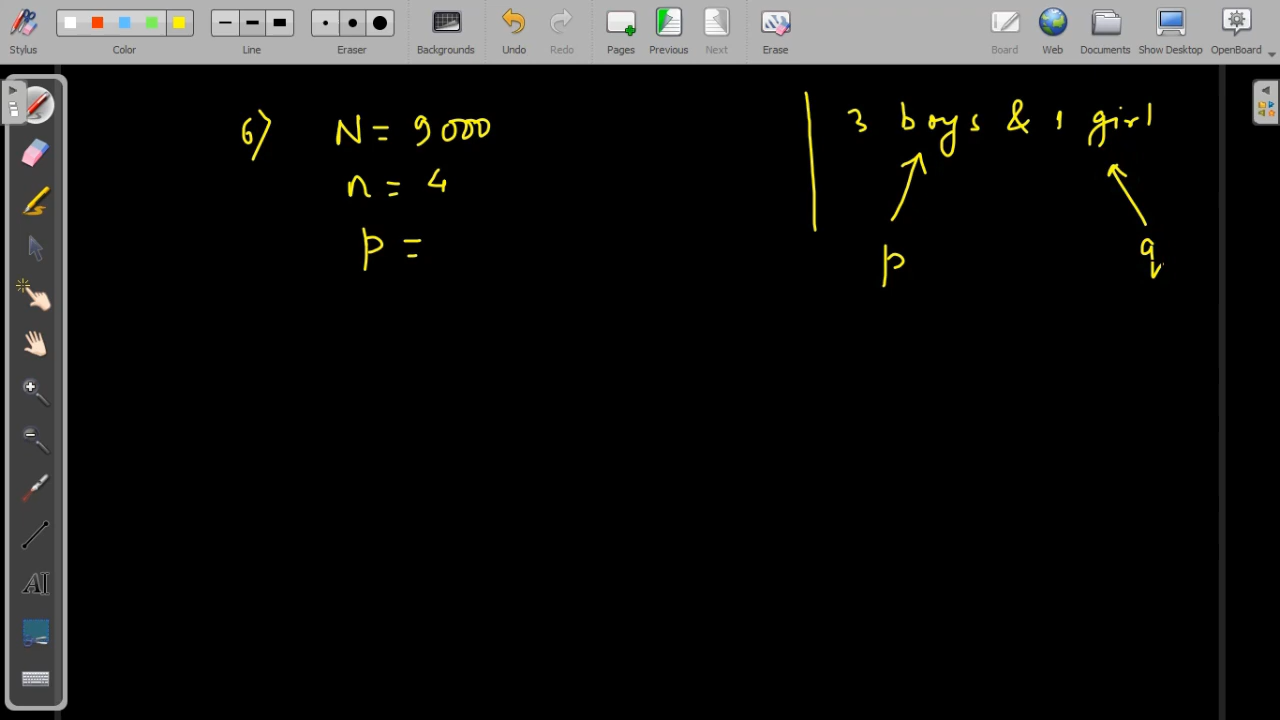 Stylus Color Line Eraser Backgrounds Undo Redo Pages Previous Next Erase Board Web Documents Show Desktop OpenBoard
6) N = 9000
n = 4
p =
3 boys & 1 girl
p q
AI